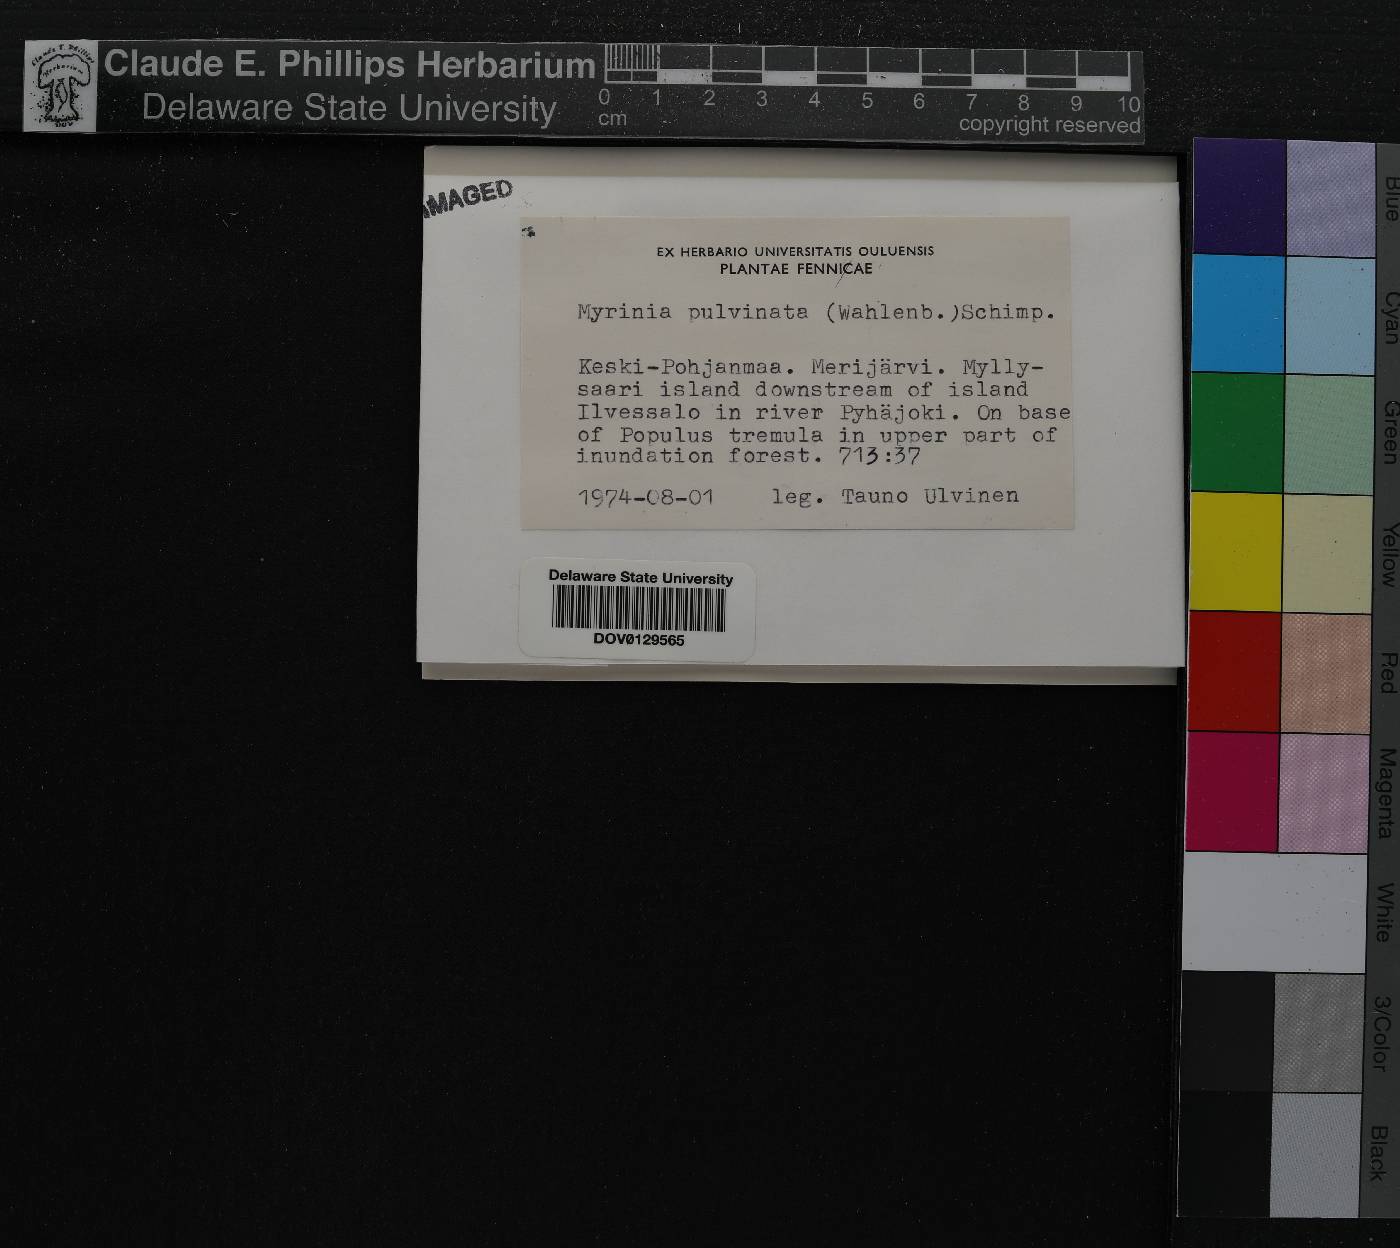 Claude E. Phillips Herbarium
Delaware State University
0 1 2 3 4 5 6 7 8 9 10
cm
copyright reserved
MAGED
EX HERBARIO UNIVERSITATIS OULUENSIS
PLANTAE FENNICAE
Myrinia pulvinata (Wahlenb.)Schimp.
Keski-Pohjanmaa. Merijärvi. Mylly-
saari island downstream of island
Ilvessalo in river Pyhäjoki. On base
of Populus tremula in upper part of
inundation forest. 713:37
1974-08-01 leg. Tauno Ulvinen
Delaware State University
DOV0129565
Blue
Cyan
Green
Yellow
Red
Magenta
White
3/Color
Black